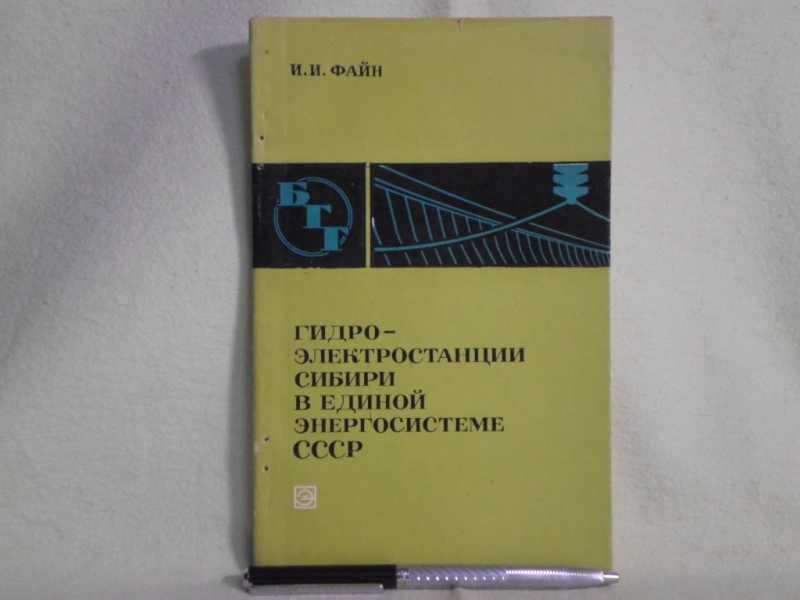 И.И. ФАЙН
БГГ
ГИДРО-
ЭЛЕКТРОСТАНЦИИ
СИБИРИ
В ЕДИНОЙ
ЭНЕРГОСИСТЕМЕ
СССР